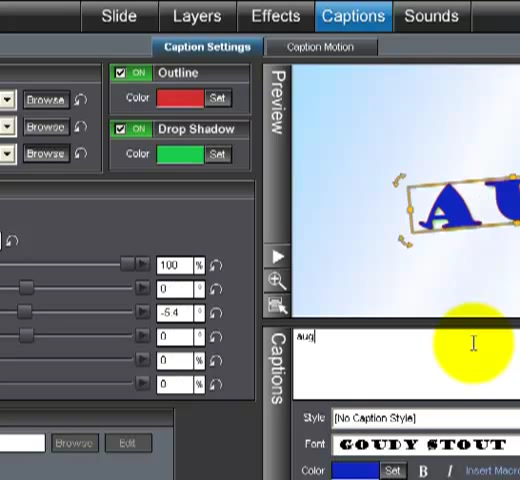 Slide Layers Effects Captions Sounds
Caption Settings Caption Motion
ON Outline
Browse Color Set
Browse ON Drop Shadow
Browse Color Set
Preview
AU
100 %
0 °
-5.4 °
0 °
0 %
0 %
Captions
aug
Style [No Caption Style]
Font GOUDY STOUT
Browse Edit
Color Set B I Insert Macro